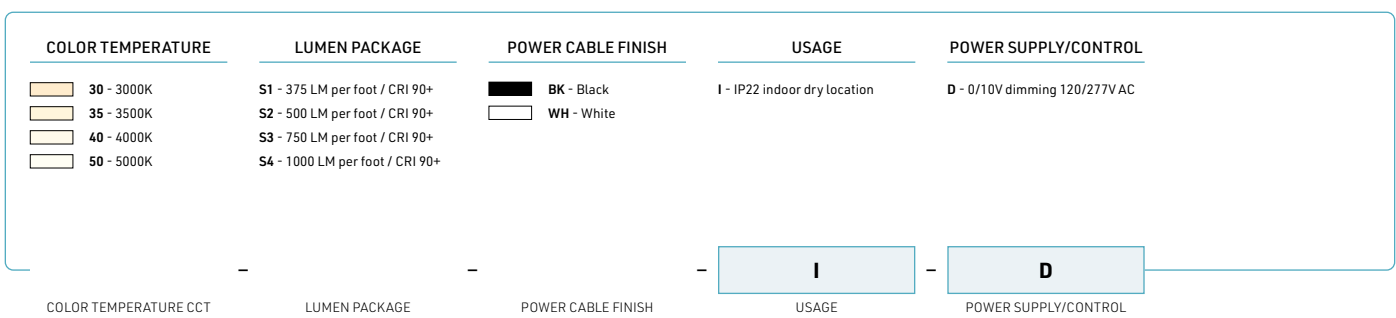 COLOR TEMPERATURE
30 - 3000K
35 - 3500K
40 - 4000K
50 - 5000K
LUMEN PACKAGE
S1 - 375 LM per foot / CRI 90+
S2 - 500 LM per foot / CRI 90+
S3 - 750 LM per foot / CRI 90+
S4 - 1000 LM per foot / CRI 90+
POWER CABLE FINISH
BK - Black
WH - White
USAGE
I - IP22 indoor dry location
POWER SUPPLY/CONTROL
D - 0/10V dimming 120/277V AC
– – – I – D
COLOR TEMPERATURE CCT
LUMEN PACKAGE
POWER CABLE FINISH
USAGE
POWER SUPPLY/CONTROL